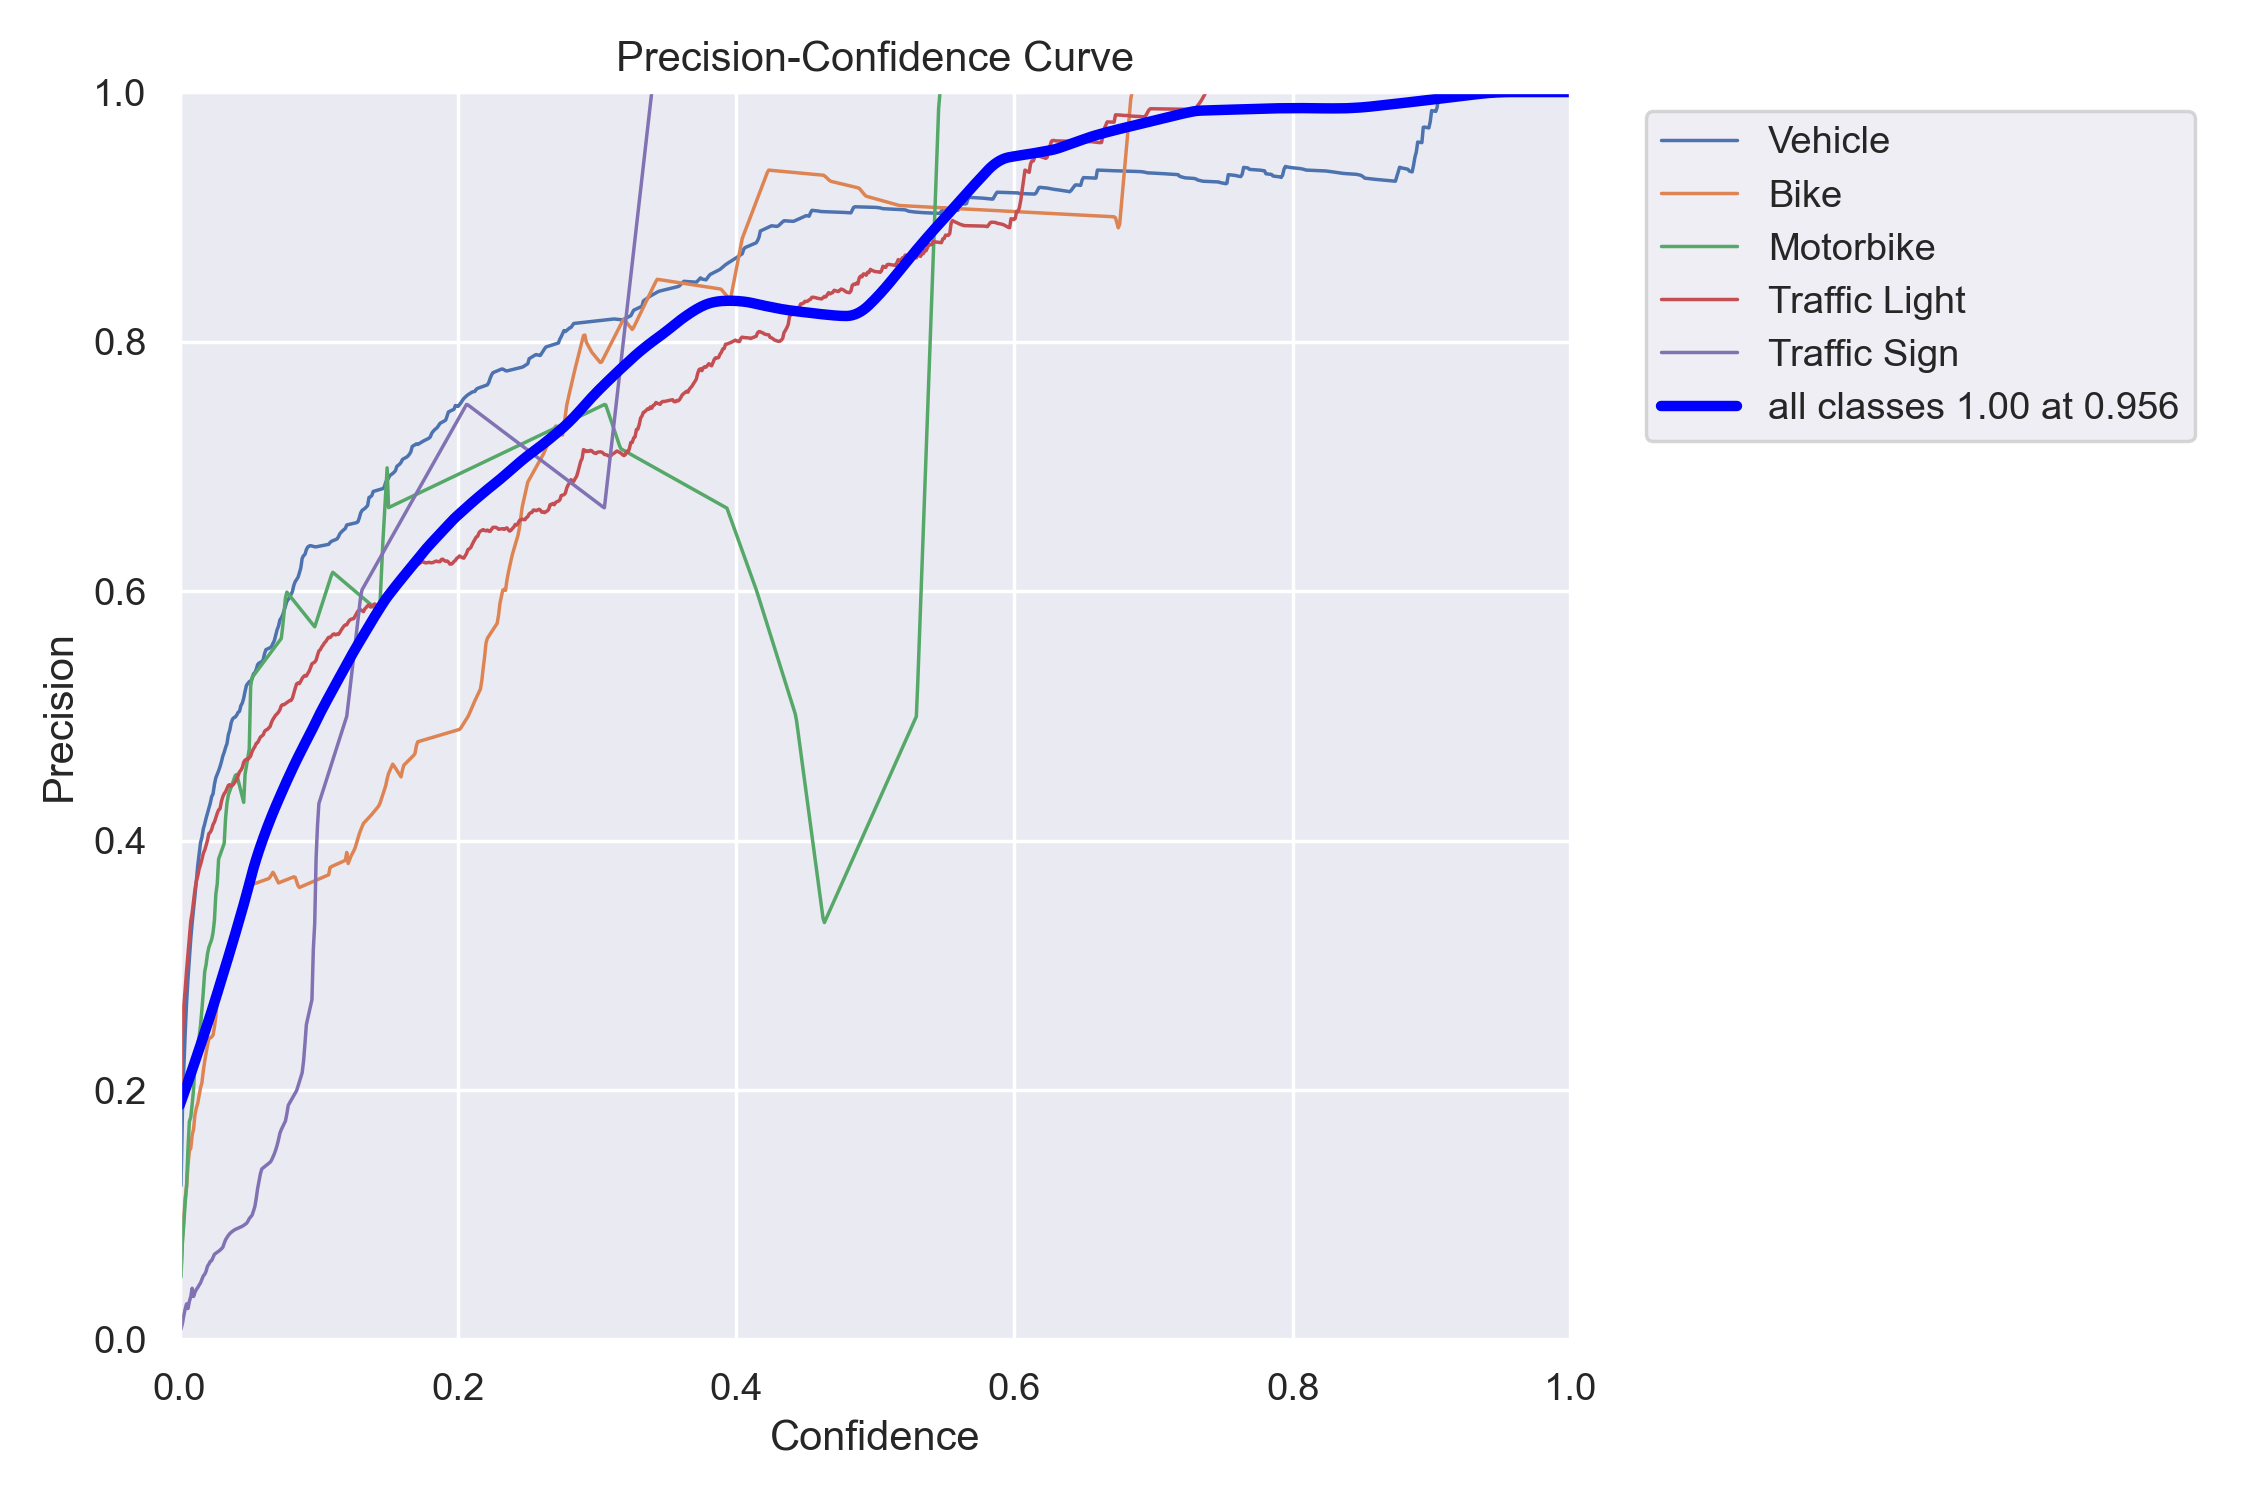 Precision-Confidence Curve
1.0
0.8
0.6
0.4
0.2
0.0
Precision
0.0 0.2 0.4 0.6 0.8 1.0
Confidence
Vehicle
Bike
Motorbike
Traffic Light
Traffic Sign
all classes 1.00 at 0.956